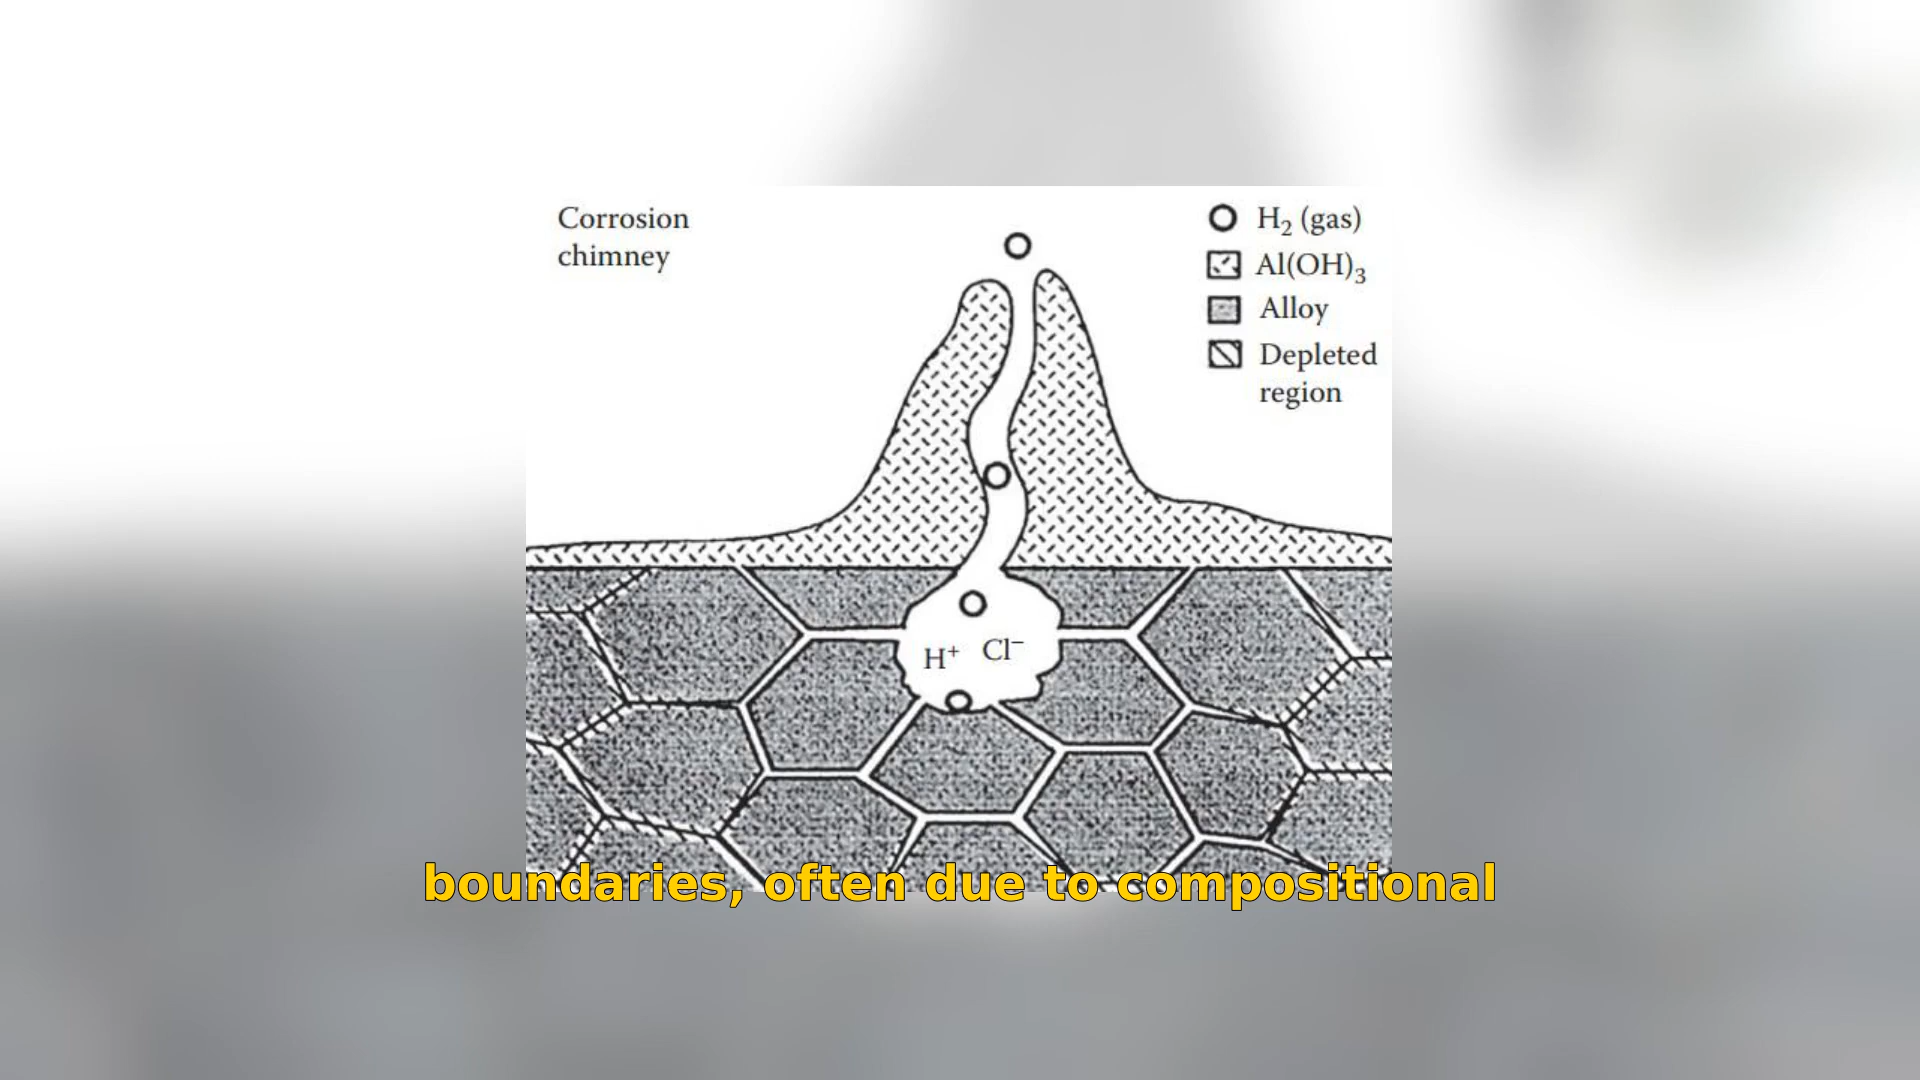 Corrosion
chimney
H₂ (gas)
Al(OH)₃
Alloy
Depleted
region
H⁺ Cl⁻
boundaries, often due to compositional